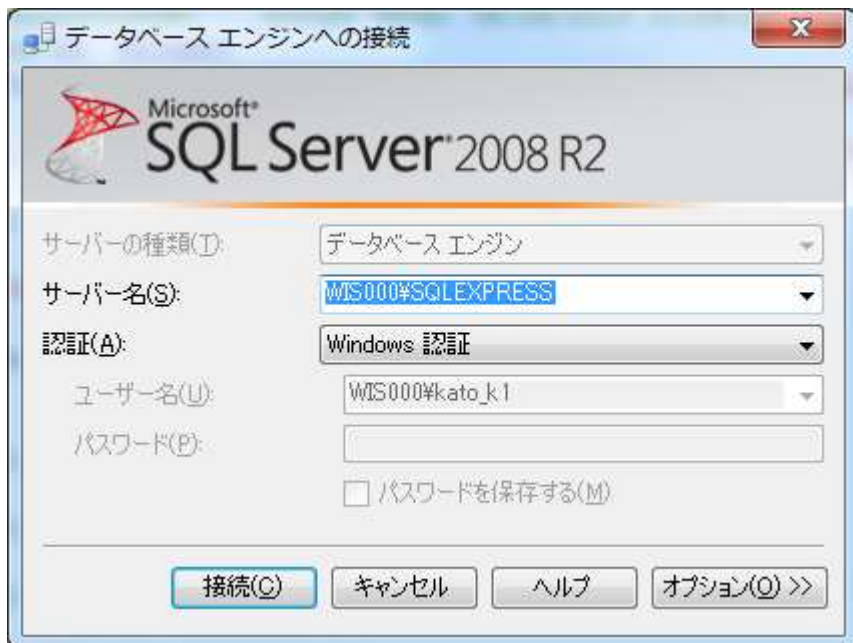 データベース エンジンへの接続
Microsoft®
SQL Server® 2008 R2
サーバーの種類(T): データベース エンジン
サーバー名(S): WIS000¥SQLEXPRESS
認証(A): Windows 認証
ユーザー名(U): WIS000¥kato_k1
パスワード(P):
パスワードを保存する(M)
接続(C) キャンセル ヘルプ オプション(O) >>